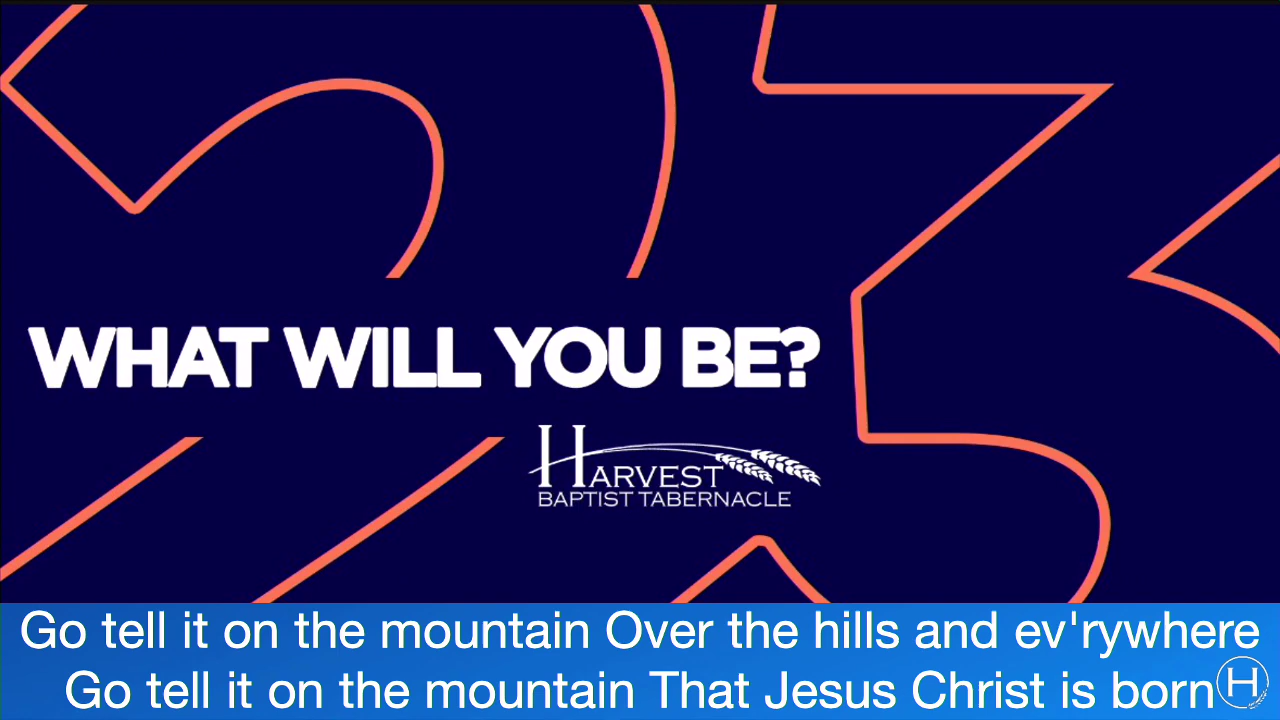 23
WHAT WILL YOU BE?
HARVEST
BAPTIST TABERNACLE
Go tell it on the mountain Over the hills and ev'rywhere
Go tell it on the mountain That Jesus Christ is born
H